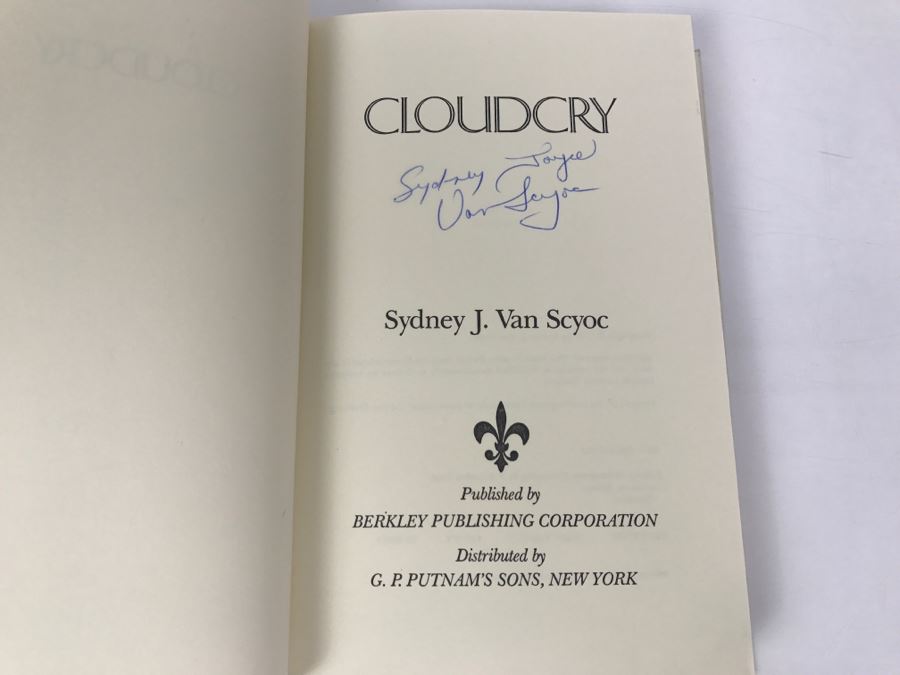 CLOUDCRY
Sydney Joyce
Van Scyoc
Sydney J. Van Scyoc
Published by
BERKLEY PUBLISHING CORPORATION
Distributed by
G. P. PUTNAM'S SONS, NEW YORK